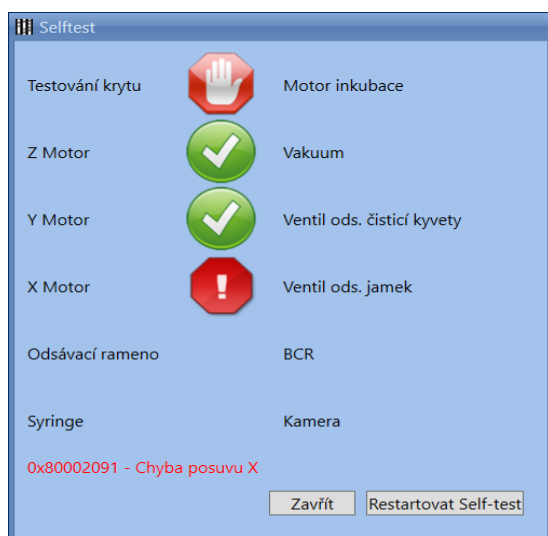 Selftest
Testování krytu Motor inkubace
Z Motor Vakuum
Y Motor Ventil ods. čisticí kyvety
X Motor Ventil ods. jamek
Odsávací rameno BCR
Syringe Kamera
0x80002091 - Chyba posuvu X
Zavřít Restartovat Self-test